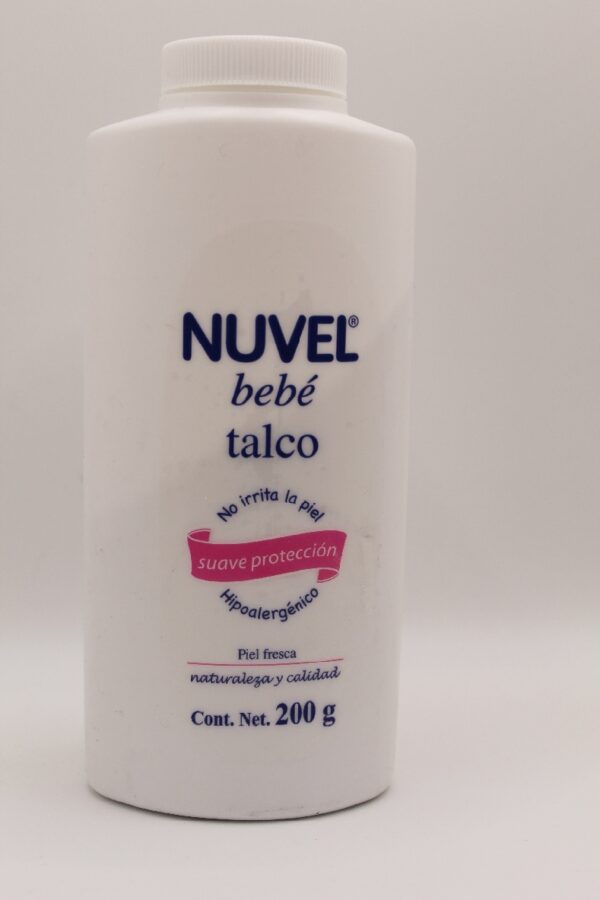 NUVEL®
bebé
talco
No irrita la piel
suave protección
Hipoalergénico
Piel fresca
naturaleza y calidad
Cont. Net. 200 g